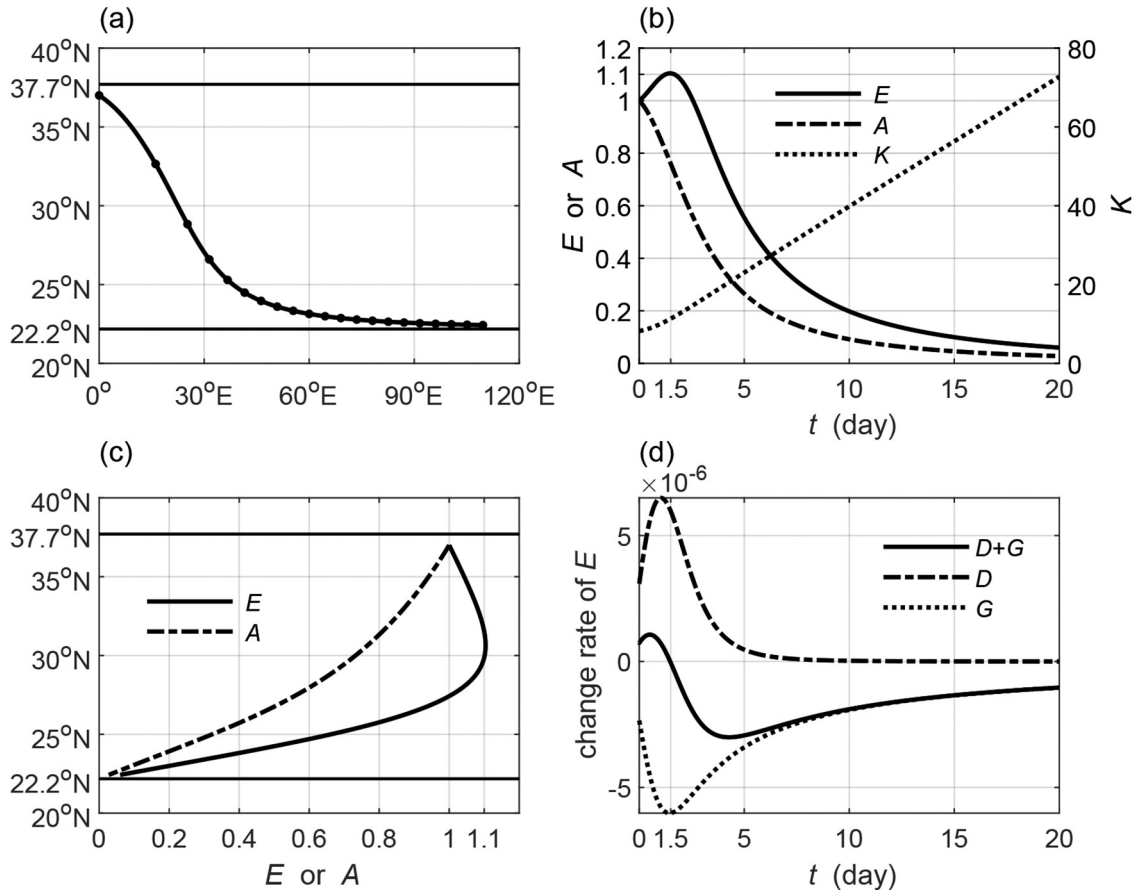 (a)
40°N
37.7°N
35°N
30°N
25°N
22.2°N
20°N
0° 30°E 60°E 90°E 120°E
(b)
1.2
1.1
1
0.8
0.6
0.4
0.2
0
E or A
80
60
40
20
0
K
E
A
K
0 1.5 5 10 15 20
t (day)
(c)
40°N
37.7°N
35°N
30°N
25°N
22.2°N
20°N
E
A
0 0.2 0.4 0.6 0.8 1 1.1
E or A
(d)
×10-6
5
0
-5
change rate of E
D+G
D
G
0 1.5 5 10 15 20
t (day)